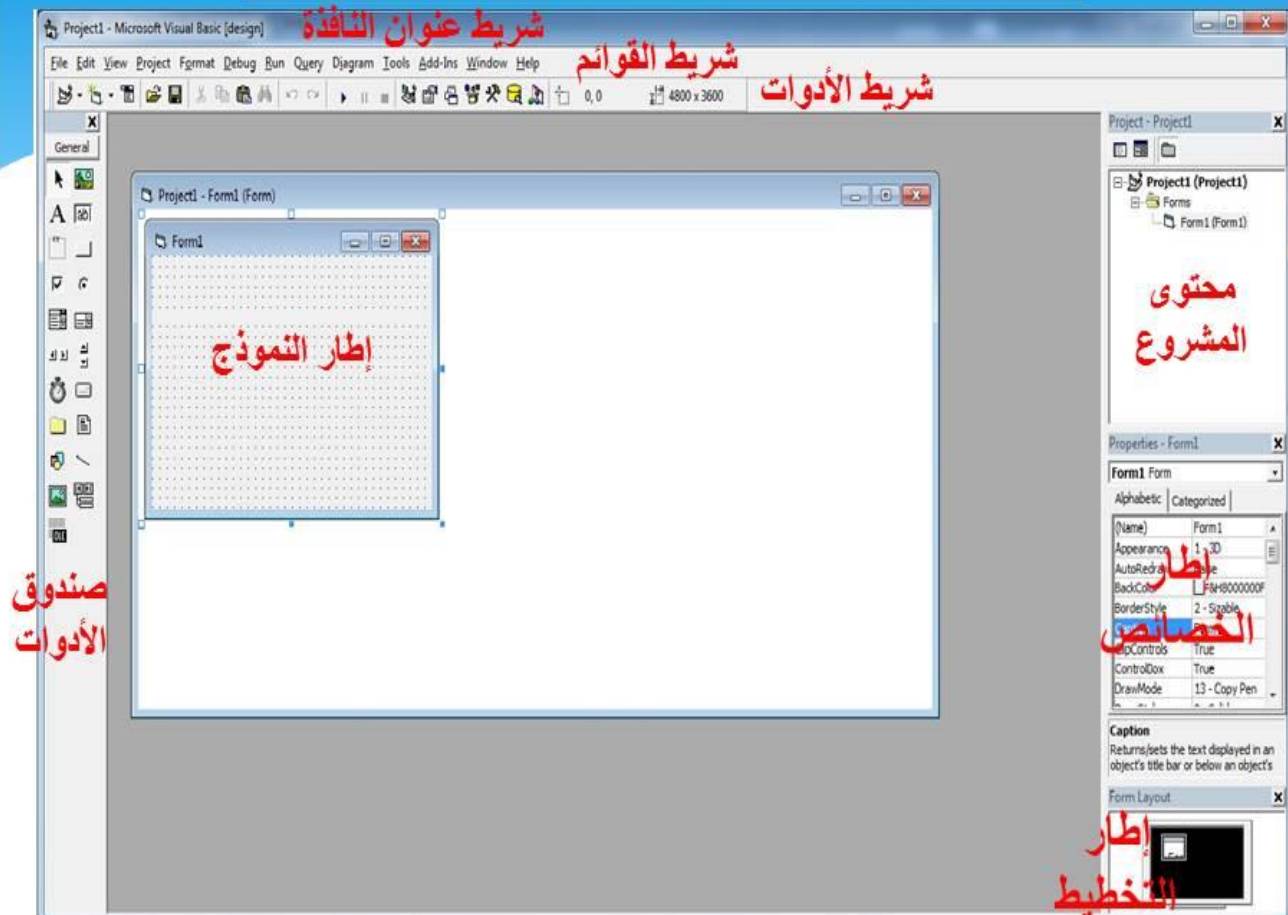 Project1 - Microsoft Visual Basic [design]
شريط عنوان النافذة
File Edit View Project Format Debug Run Query Diagram Tools Add-Ins Window Help
شريط القوائم
0, 0
4800 x 3600
شريط الأدوات
General
Project1 - Form1 (Form)
Form1
إطار النموذج
صندوق
الأدوات
Project - Project1
Project1 (Project1)
Forms
Form1 (Form1)
محتوى
المشروع
Properties - Form1
Form1 Form
Alphabetic Categorized
(Name) Form1
Appearance 1 - 3D
BorderStyle 2 - Sizable
True
ControlBox True
DrawMode 13 - Copy Pen
إطار
الخصائص
Caption
Returns/sets the text displayed in an
object's title bar or below an object's
Form Layout
إطار
التخطيط